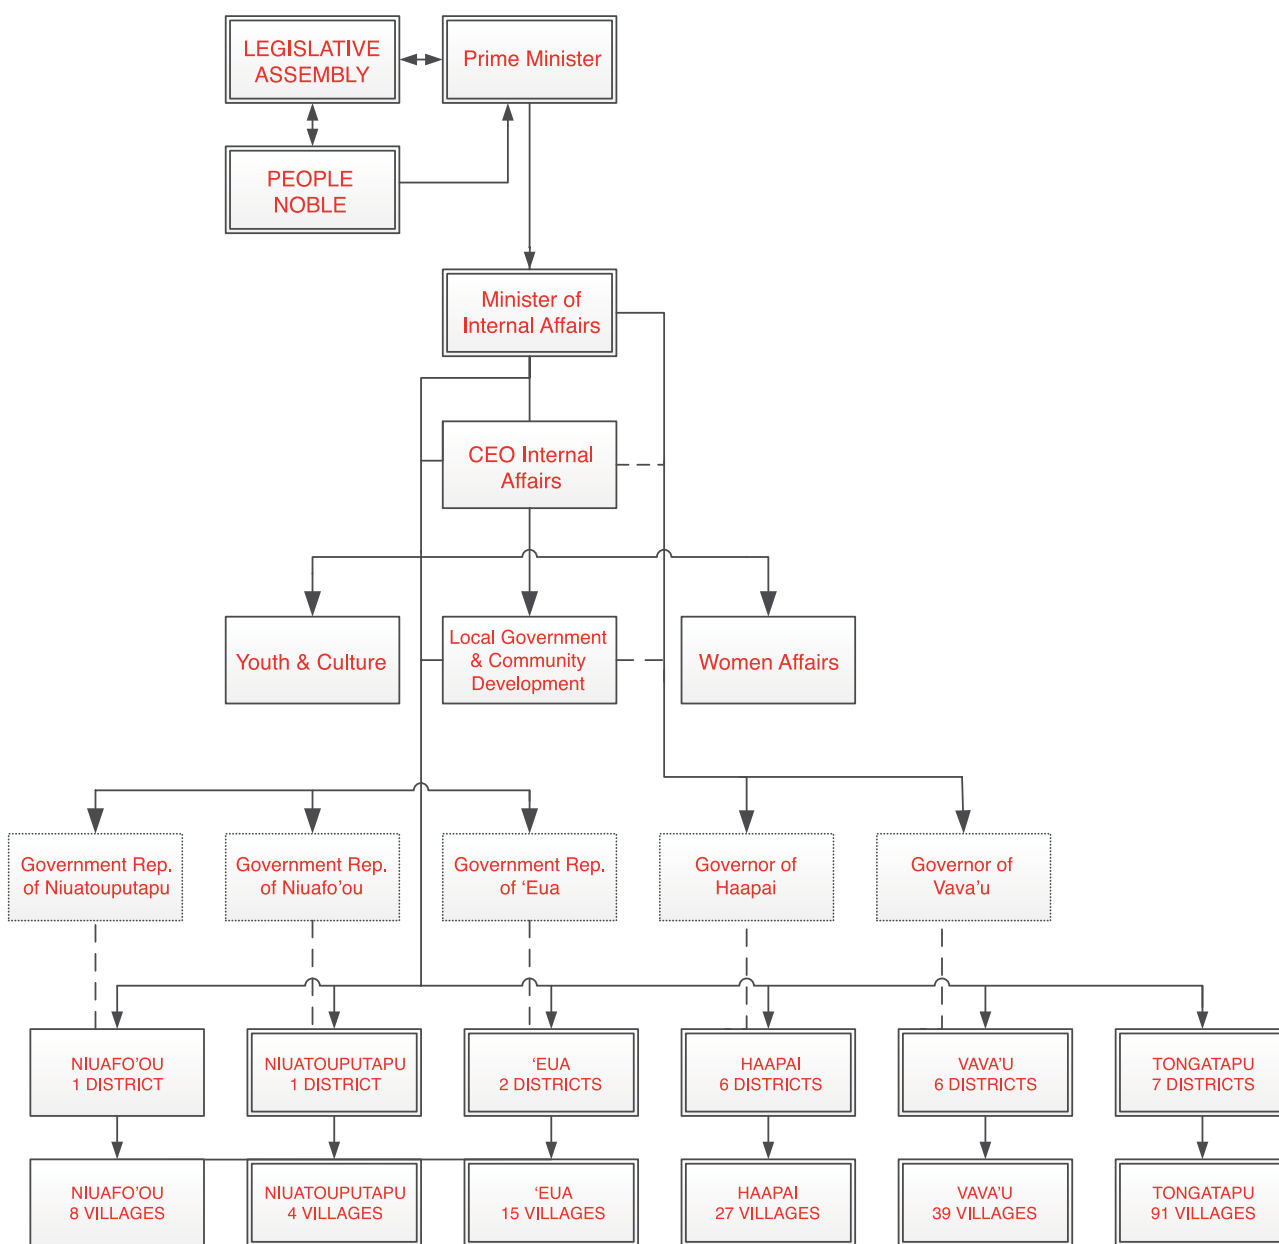 LEGISLATIVE
ASSEMBLY
Prime Minister
PEOPLE
NOBLE
Minister of
Internal Affairs
CEO Internal
Affairs
Youth & Culture
Local Government
& Community
Development
Women Affairs
Government Rep.
of Niuatouputapu
Government Rep.
of Niuafo’ou
Government Rep.
of ‘Eua
Governor of
Haapai
Governor of
Vava’u
NIUAFO’OU
1 DISTRICT
NIUATOUPUTAPU
1 DISTRICT
‘EUA
2 DISTRICTS
HAAPAI
6 DISTRICTS
VAVA’U
6 DISTRICTS
TONGATAPU
7 DISTRICTS
NIUAFO’OU
8 VILLAGES
NIUATOUPUTAPU
4 VILLAGES
‘EUA
15 VILLAGES
HAAPAI
27 VILLAGES
VAVA’U
39 VILLAGES
TONGATAPU
91 VILLAGES